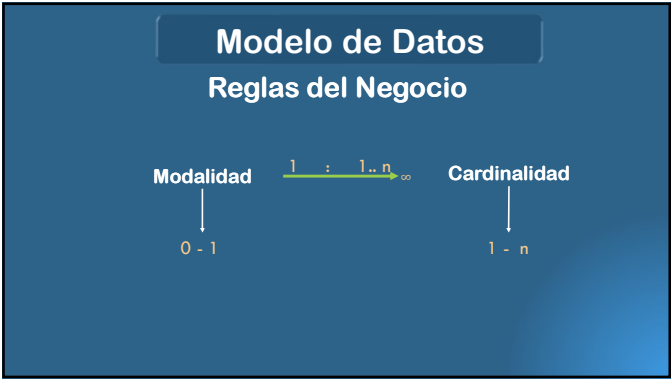 Modelo de Datos
Reglas del Negocio
Modalidad
1 : 1.. n
∞
Cardinalidad
0 - 1
1 - n